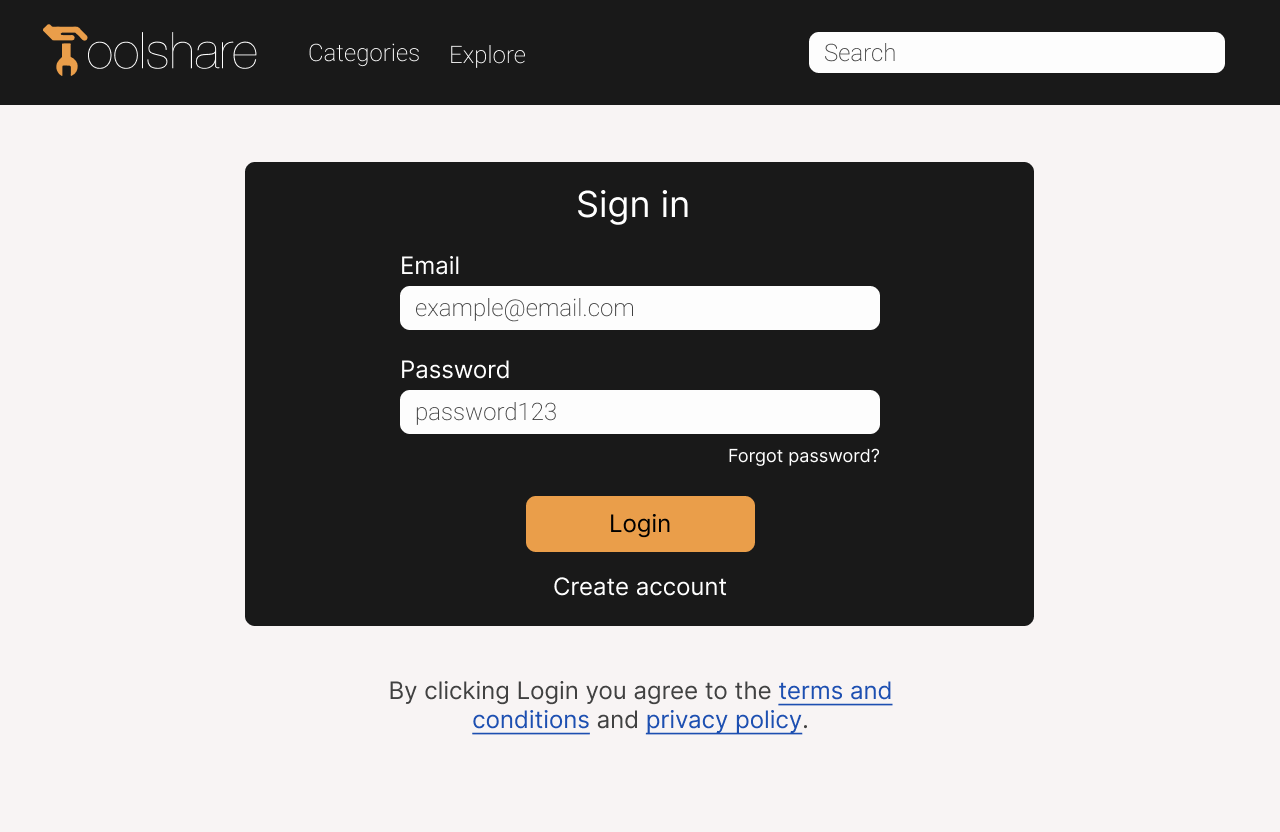 Toolshare
Categories
Explore
Search
Sign in
Email
example@email.com
Password
password123
Forgot password?
Login
Create account
By clicking Login you agree to the terms and
conditions and privacy policy.